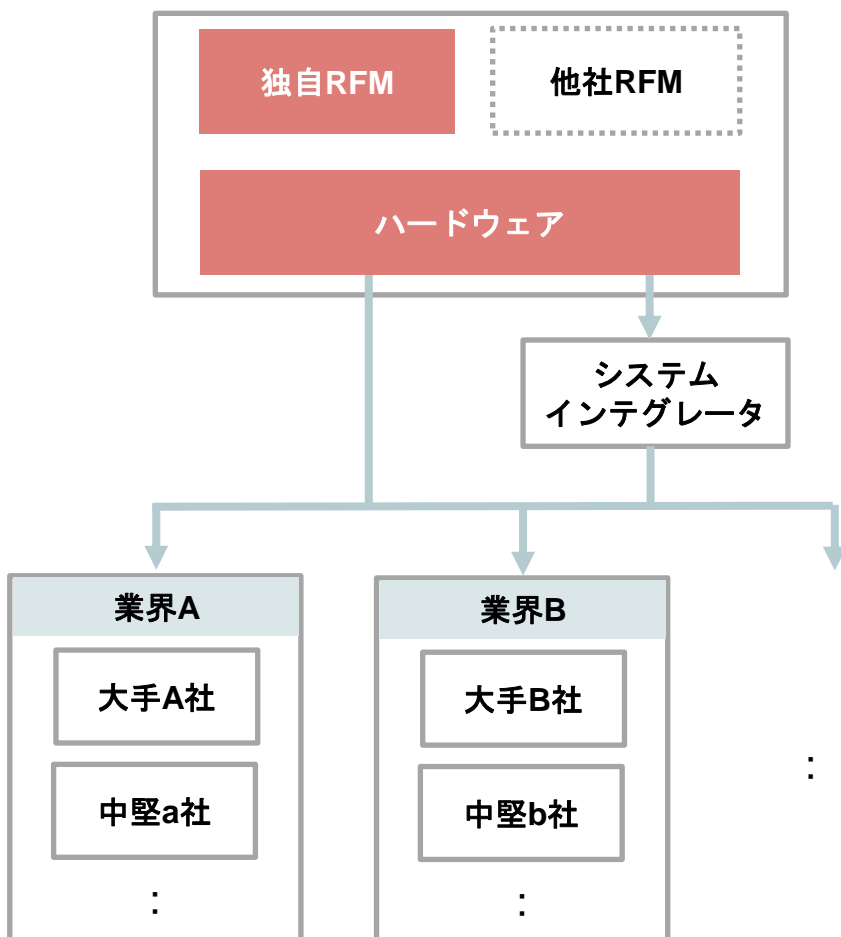 独自RFM
他社RFM
ハードウェア
システム
インテグレータ
業界A
業界B
大手A社
大手B社
:
中堅a社
中堅b社
:
: